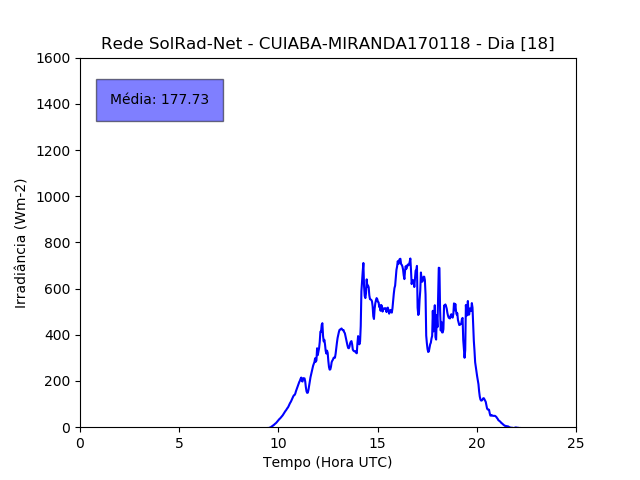 Rede SolRad-Net - CUIABA-MIRANDA170118 - Dia [18]
1600
1400
1200
1000
800
600
400
200
0
Irradiância (Wm-2)
Média: 177.73
0 5 10 15 20 25
Tempo (Hora UTC)